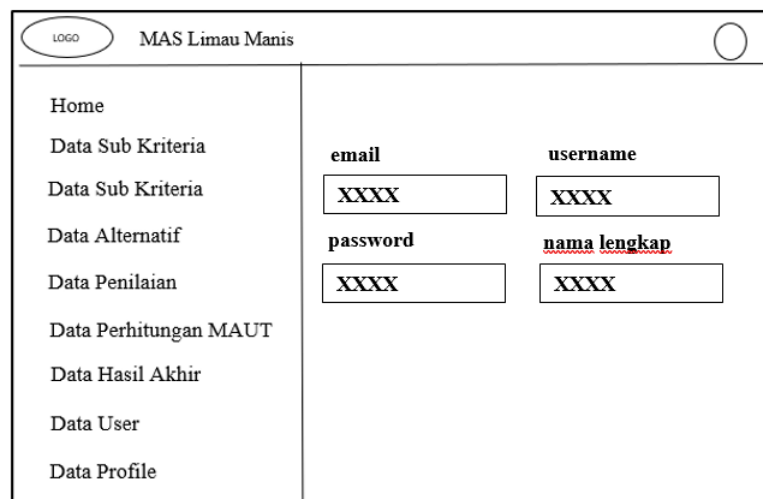 LOGO
MAS Limau Manis
Home
Data Sub Kriteria
Data Sub Kriteria
Data Alternatif
Data Penilaian
Data Perhitungan MAUT
Data Hasil Akhir
Data User
Data Profile
email
username
XXXX
XXXX
password
nama lengkap
XXXX
XXXX